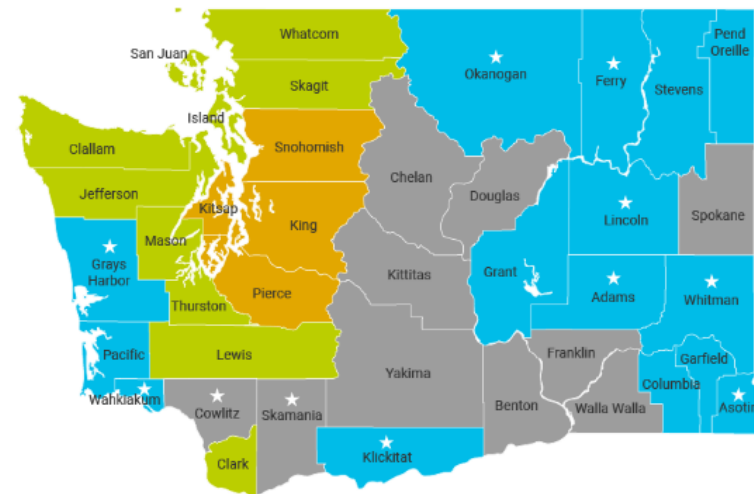 Whatcom
San Juan
Skagit
Island
Okanogan
Ferry
Stevens
Pend
Oreille
Clallam
Snohomish
Chelan
Douglas
Jefferson
Kitsap
King
Lincoln
Spokane
Mason
Grays
Harbor
Kittitas
Grant
Adams
Whitman
Thurston
Pierce
Pacific
Lewis
Yakima
Franklin
Garfield
Columbia
Asotin
Wahkiakum
Cowlitz
Skamania
Benton
Walla Walla
Clark
Klickitat